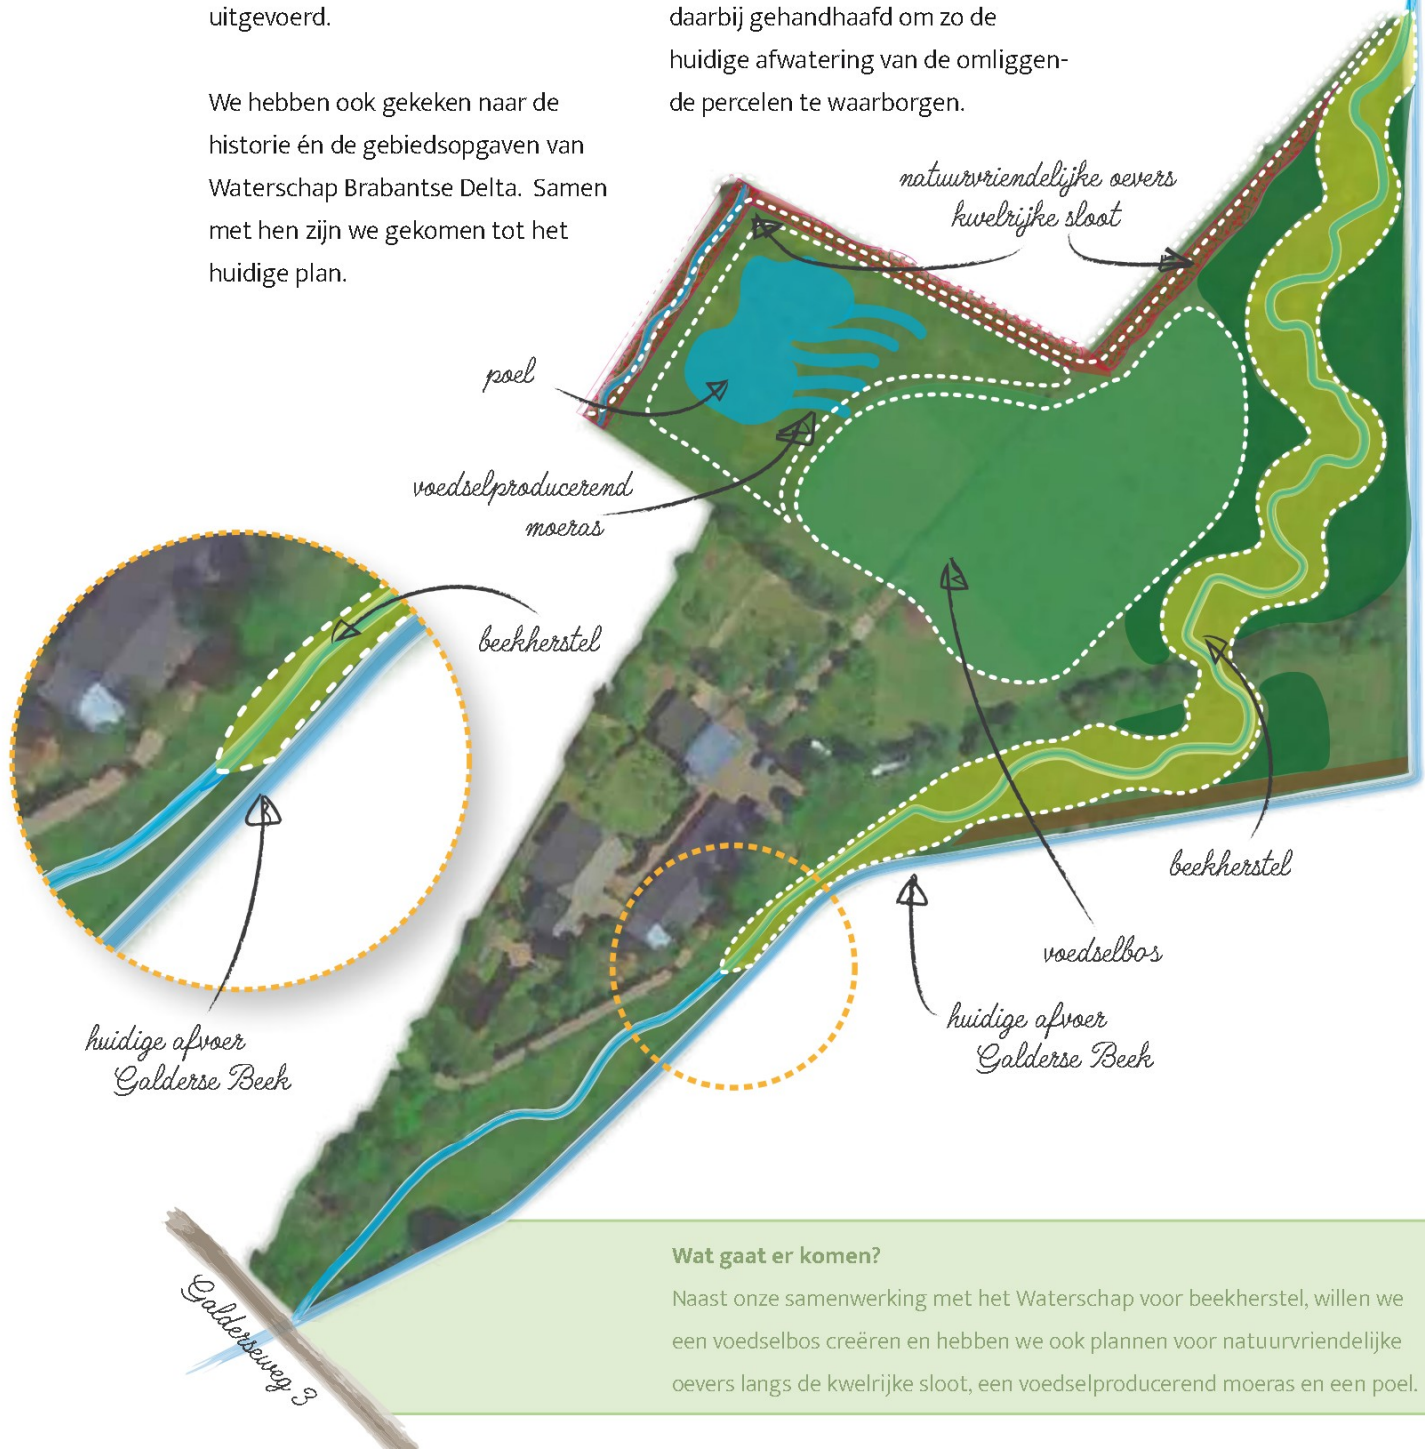 uitgevoerd.
We hebben ook gekeken naar de
historie én de gebiedsopgaven van
Waterschap Brabantse Delta.  Samen
met hen zijn we gekomen tot het
huidige plan.
daarbij gehandhaafd om zo de
huidige afwatering van de omliggen-
de percelen te waarborgen.
natuurvriendelijke oevers
kwelrijke sloot
poel
voedselproducerend
moeras
beekherstel
beekherstel
voedselbos
huidige afvoer
Galderse Beek
huidige afvoer
Galderse Beek
Galderseweg 3
Wat gaat er komen?
Naast onze samenwerking met het Waterschap voor beekherstel, willen we
een voedselbos creëren en hebben we ook plannen voor natuurvriendelijke
oevers langs de kwelrijke sloot, een voedselproducerend moeras en een poel.